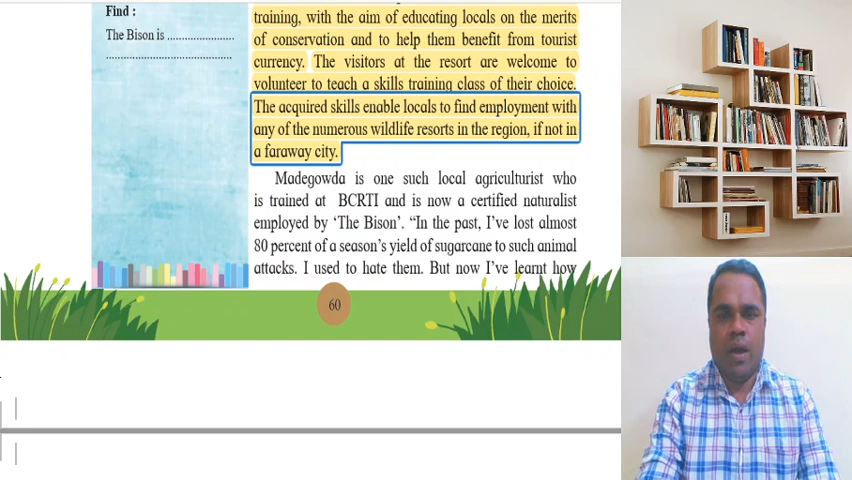 Find :
The Bison is ........................
.............................................
training, with the aim of educating locals on the merits
of conservation and to help them benefit from tourist
currency. The visitors at the resort are welcome to
volunteer to teach a skills training class of their choice.
The acquired skills enable locals to find employment with
any of the numerous wildlife resorts in the region, if not in
a faraway city.
Madegowda is one such local agriculturist who
is trained at BCRTI and is now a certified naturalist
employed by ‘The Bison’. “In the past, I’ve lost almost
80 percent of a season’s yield of sugarcane to such animal
attacks. I used to hate them. But now I’ve learnt how
60